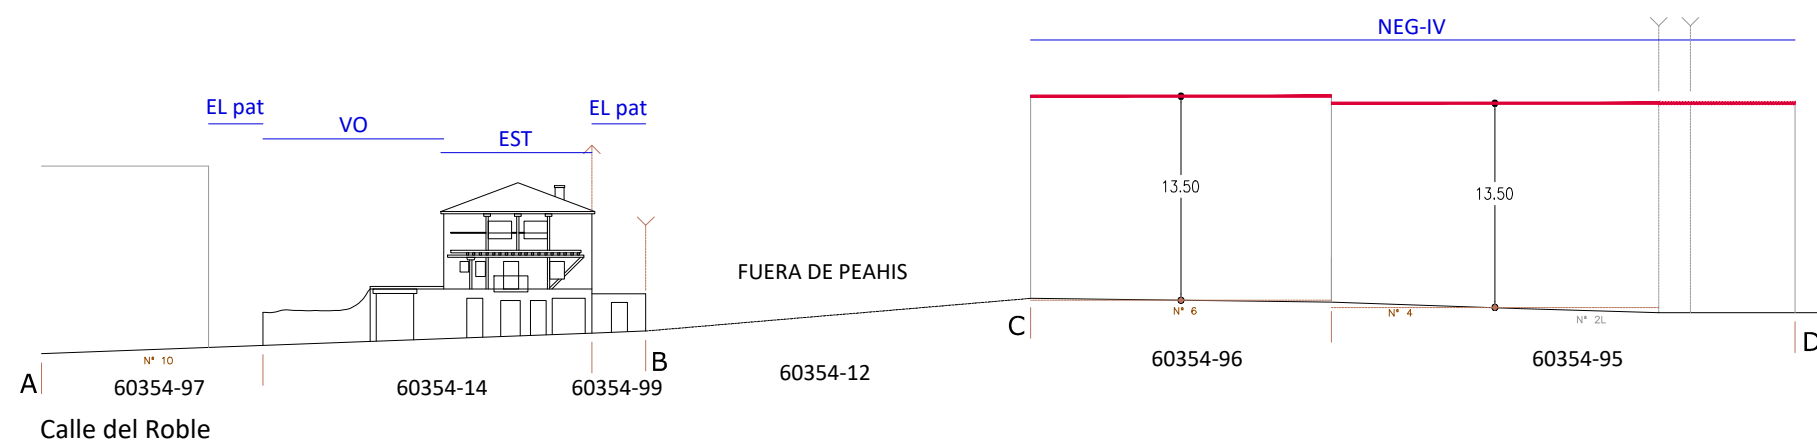 NEG-IV
EL pat
VO
EST
EL pat
13.50
13.50
FUERA DE PEAHIS
A
N° 10
B
C
N° 6
N° 4
N° 2L
D
60354-97
60354-14
60354-99
60354-12
60354-96
60354-95
Calle del Roble